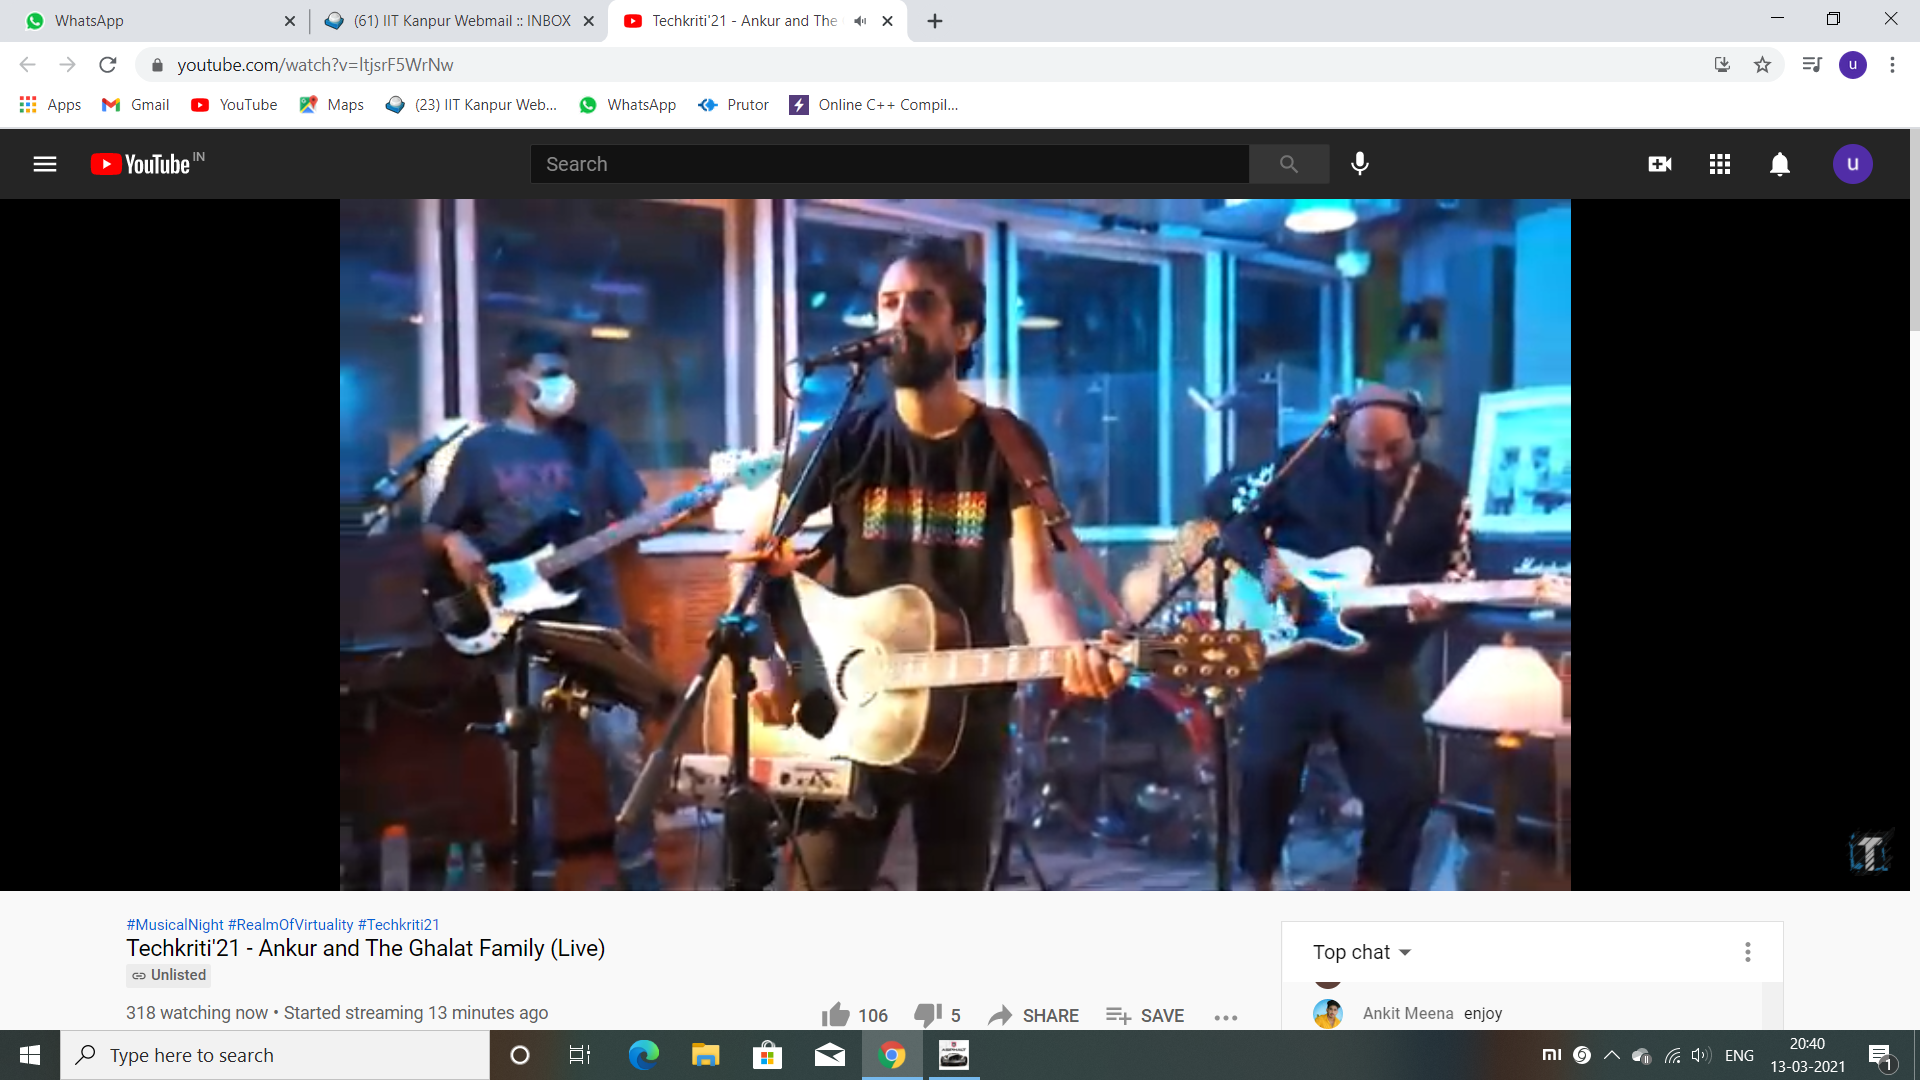 WhatsApp
(61) IIT Kanpur Webmail :: INBOX
Techkriti'21 - Ankur and The
youtube.com/watch?v=ltjsrF5WrNw
u
Apps
Gmail
YouTube
Maps
(23) IIT Kanpur Web...
WhatsApp
Prutor
Online C++ Compil...
YouTube IN
Search
u
Marshall
#MusicalNight #RealmOfVirtuality #Techkriti21
Techkriti'21 - Ankur and The Ghalat Family (Live)
Unlisted
318 watching now • Started streaming 13 minutes ago
106
5
SHARE
SAVE
Top chat
Ankit Meena enjoy
Type here to search
mi
ENG
20:40
13-03-2021
1